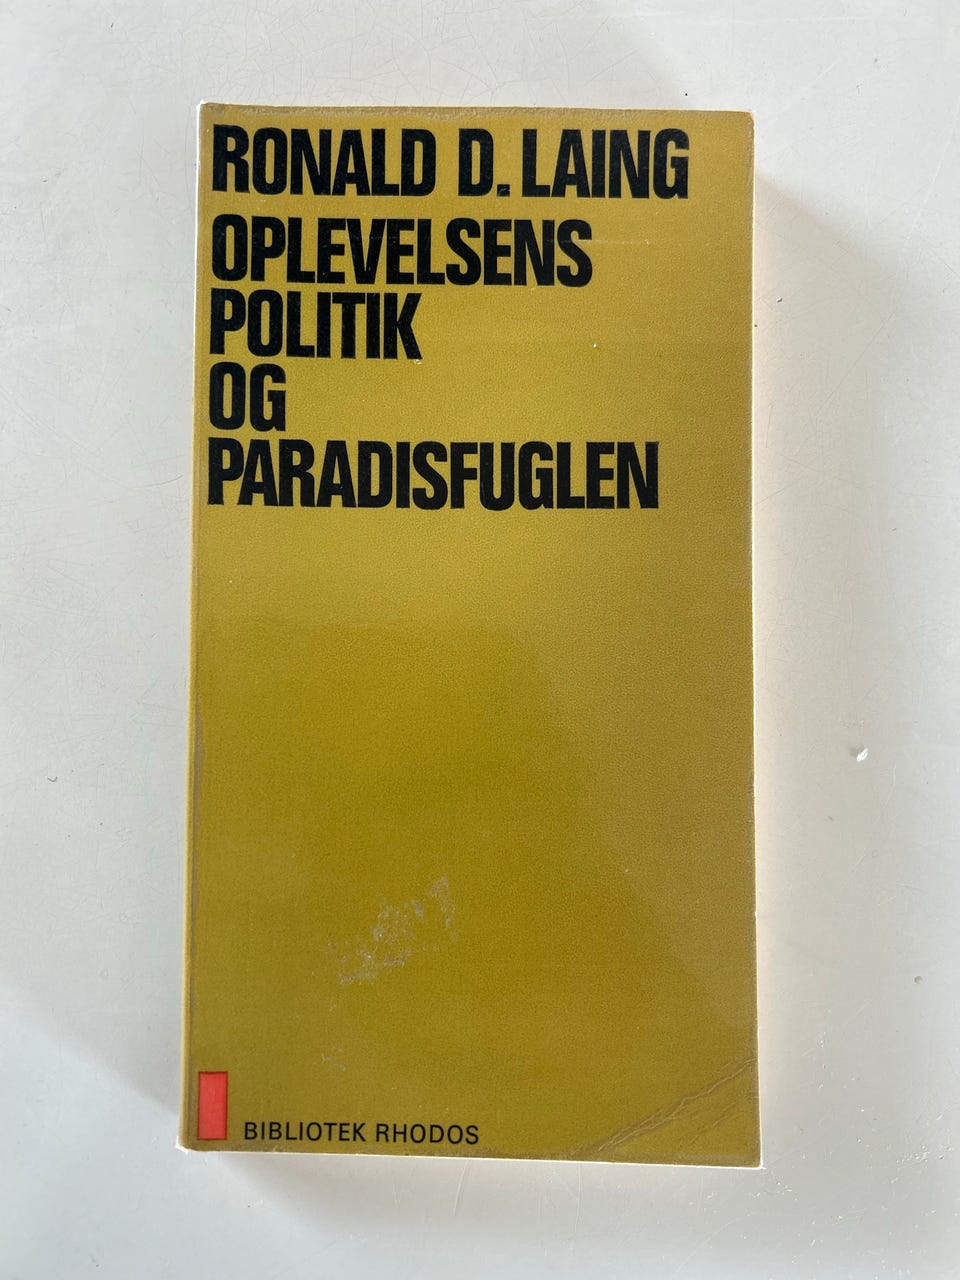 RONALD D. LAING
OPLEVELSENS
POLITIK
OG
PARADISFUGLEN
BIBLIOTEK RHODOS